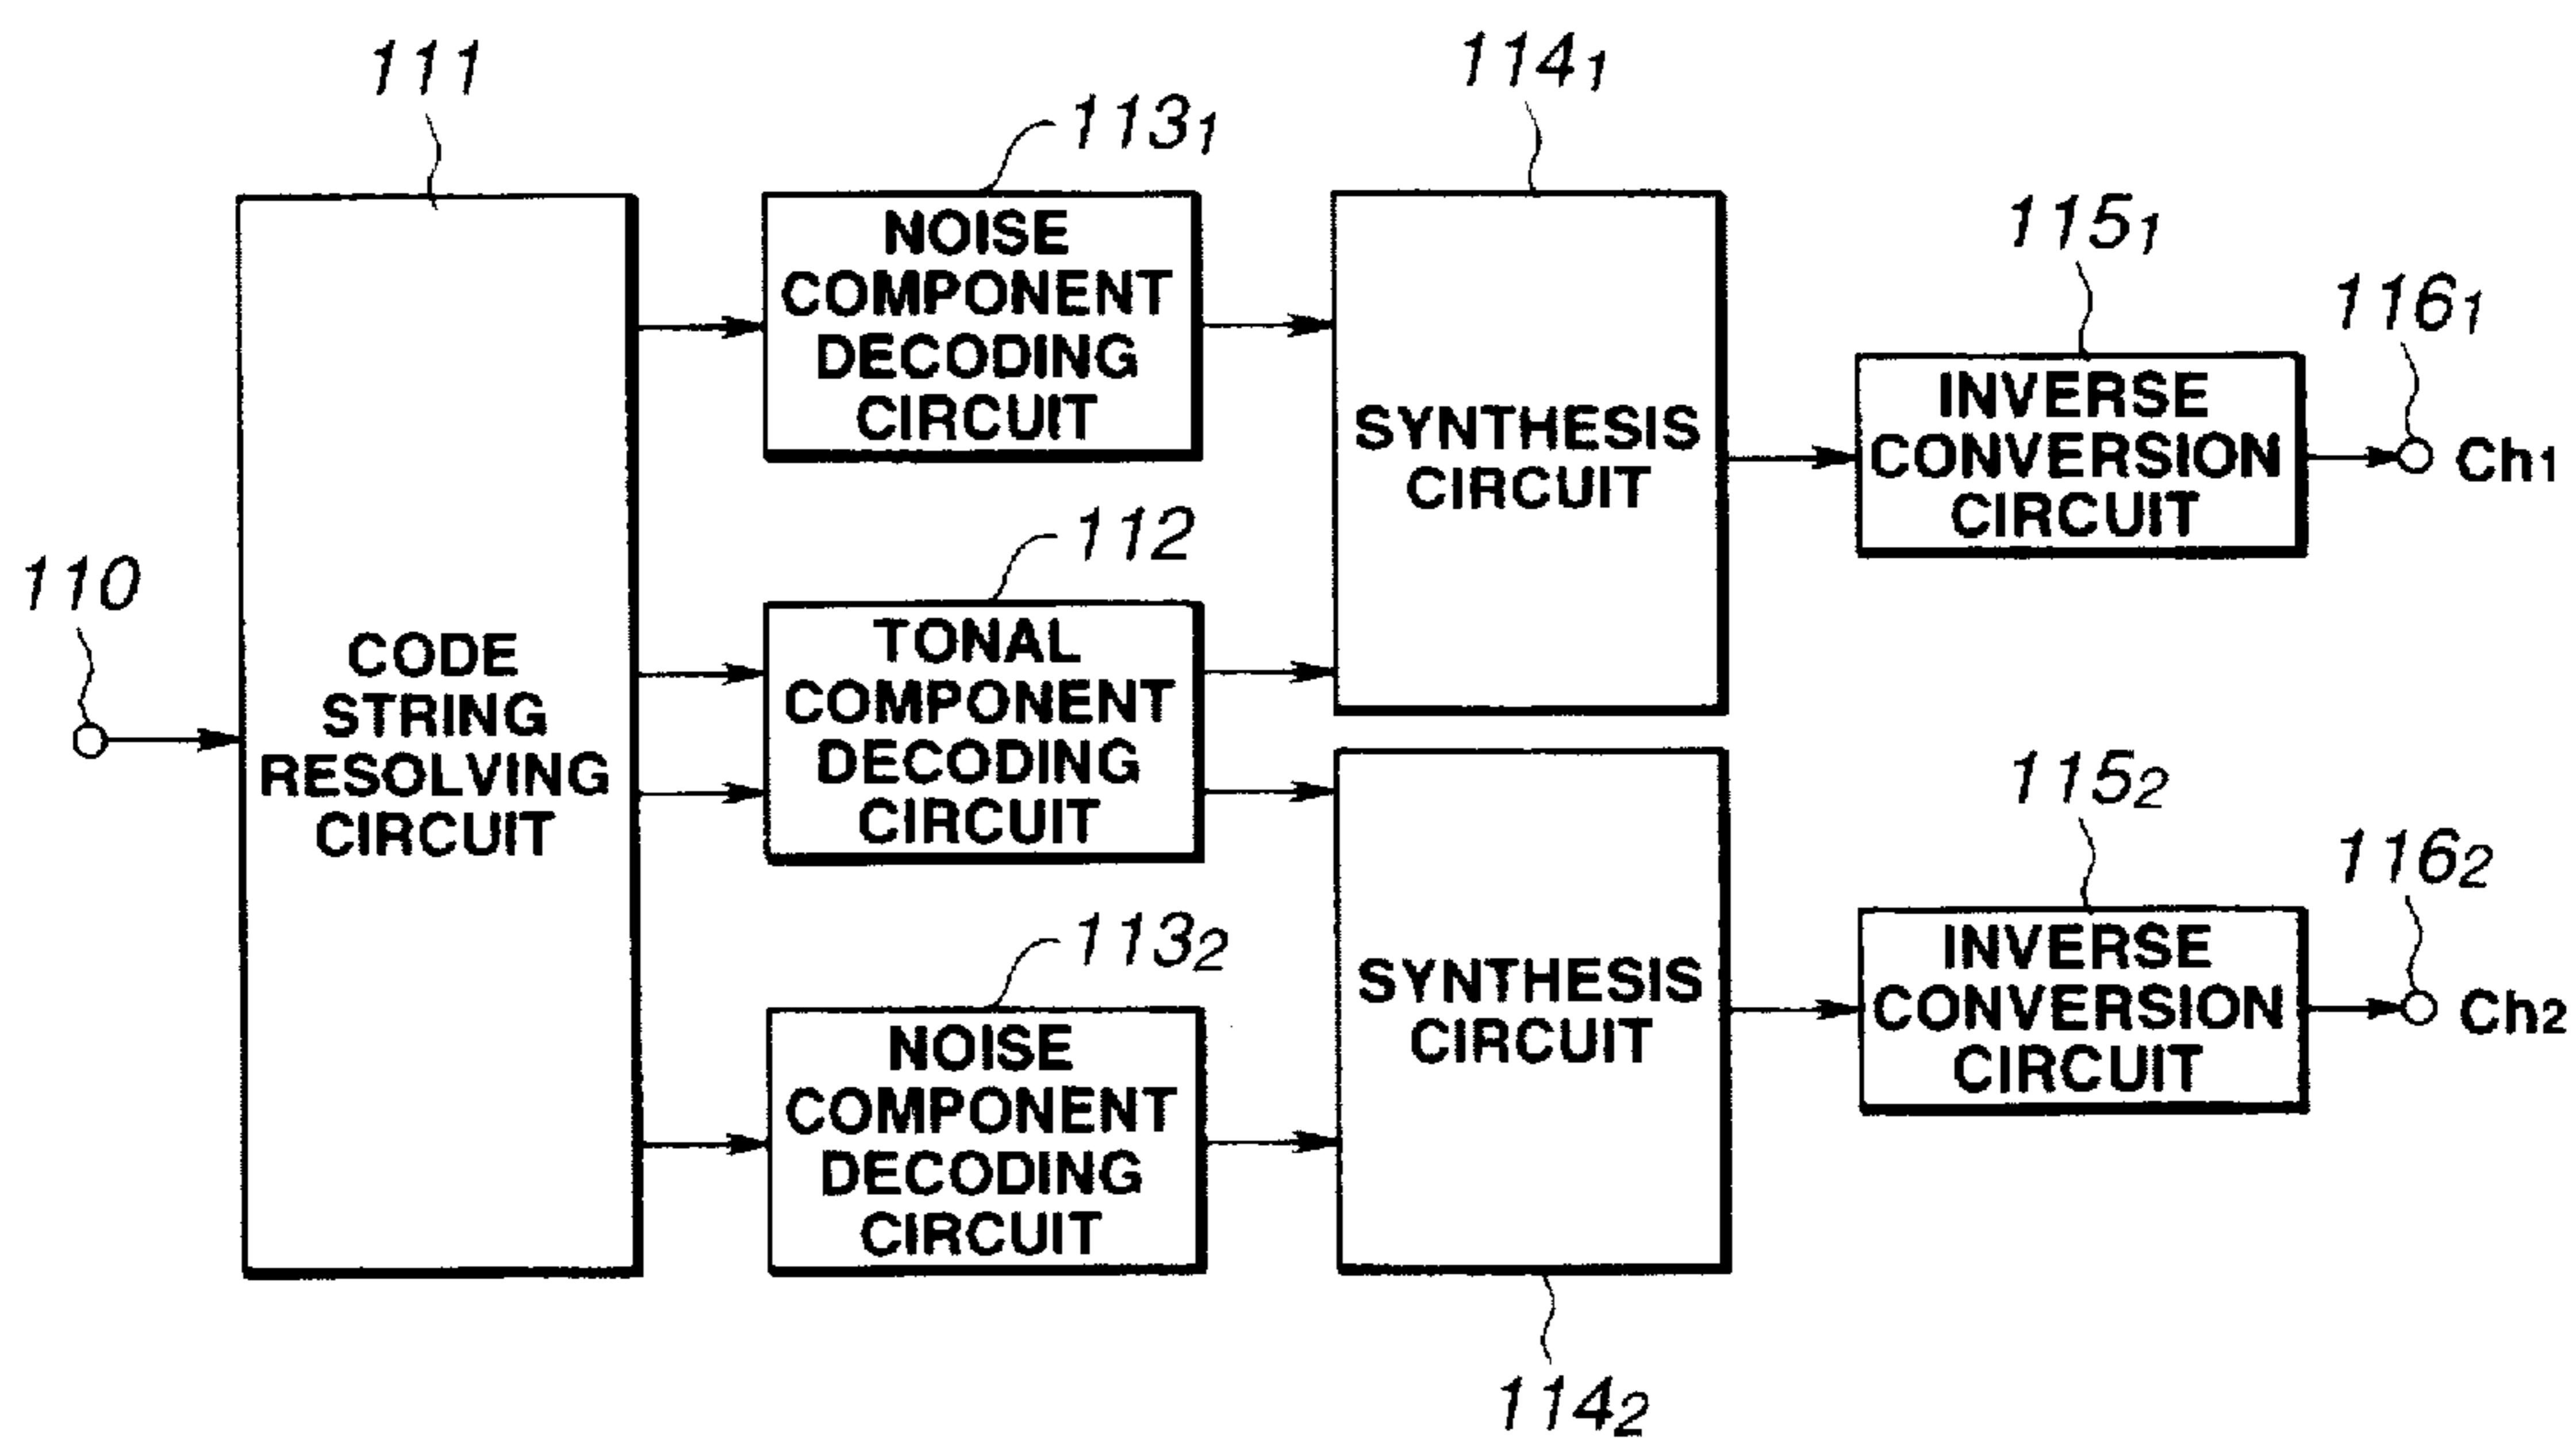 111
113₁
114₁
NOISE
COMPONENT
DECODING
CIRCUIT
115₁
116₁
SYNTHESIS
CIRCUIT
INVERSE
CONVERSION
CIRCUIT
Ch1
110
112
CODE
STRING
RESOLVING
CIRCUIT
TONAL
COMPONENT
DECODING
CIRCUIT
115₂
116₂
113₂
NOISE
COMPONENT
DECODING
CIRCUIT
SYNTHESIS
CIRCUIT
INVERSE
CONVERSION
CIRCUIT
Ch2
114₂